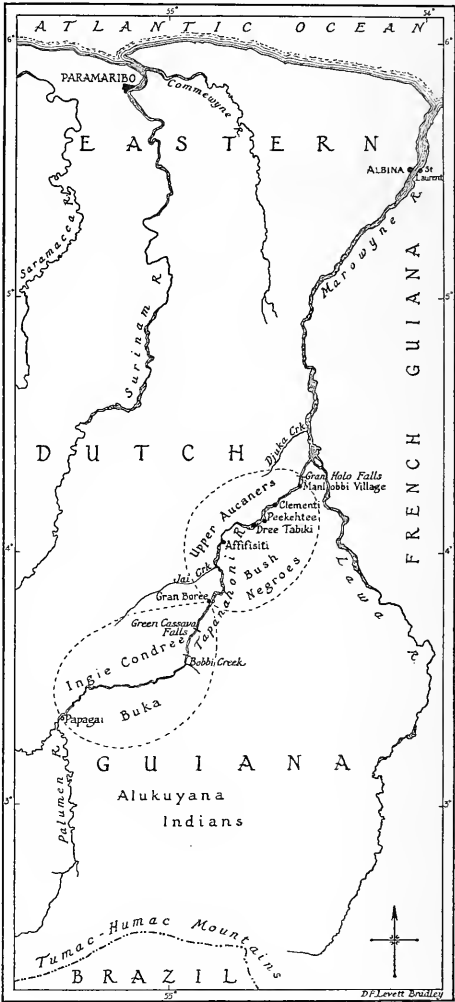 55° 54°
ATLANTIC OCEAN
6° 6°
PARAMARIBO
Commewyne R
EASTERN
ALBINA St Laurent
Saramacca R
Marowyne R
5° 5°
Surinam R
FRENCH GUIANA
Djuka Crk
DUTCH
Gran Holo Falls
Manlobbi Village
Clementi
Peekehtee
Dree Tabiki
Upper Aucaners
Affifisiti
4° 4°
Bush
Negroes
Lawa R
Jai Crk
Gran Boree
Tapanahoni R
Green Cassava
Falls
Ingie Condree
Bobbi Creek
Buka
Papagai
Palumen R
GUIANA
Alukuyana
Indians
3° 3°
Tumac-Humac Mountains
BRAZIL
55°
D.F. Levett Bradley